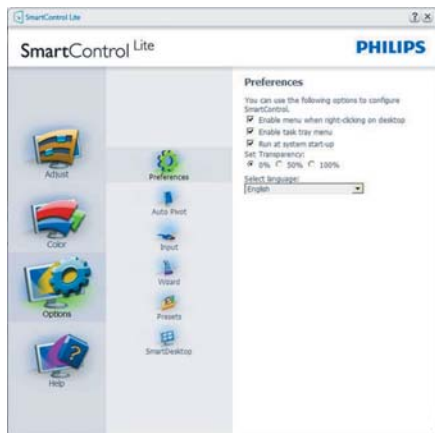 SmartControl Lite
SmartControl Lite
PHILIPS
Adjust
Color
Options
Help
Preferences
Auto Pivot
Input
Wizard
Presets
SmartDesktop
Preferences
You can use the following options to configure
SmartControl.
Enable menu when right-clicking on desktop
Enable task tray menu
Run at system start-up
Set Transparency:
0% 50% 100%
Select language:
English